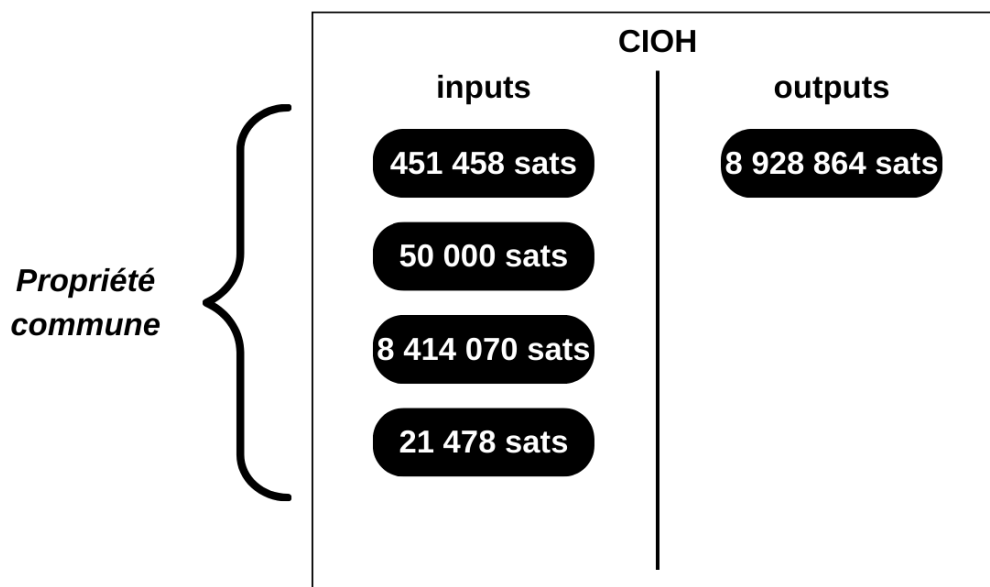 CIOH
inputs
outputs
451 458 sats
8 928 864 sats
50 000 sats
8 414 070 sats
21 478 sats
Propriété
commune